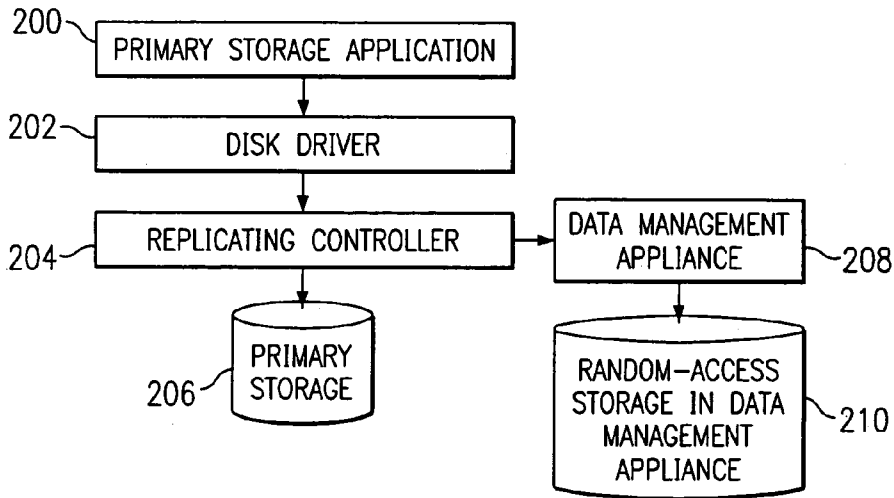 200
PRIMARY STORAGE APPLICATION
202
DISK DRIVER
204
REPLICATING CONTROLLER
DATA MANAGEMENT
APPLIANCE
208
206
PRIMARY
STORAGE
RANDOM-ACCESS
STORAGE IN DATA
MANAGEMENT
APPLIANCE
210